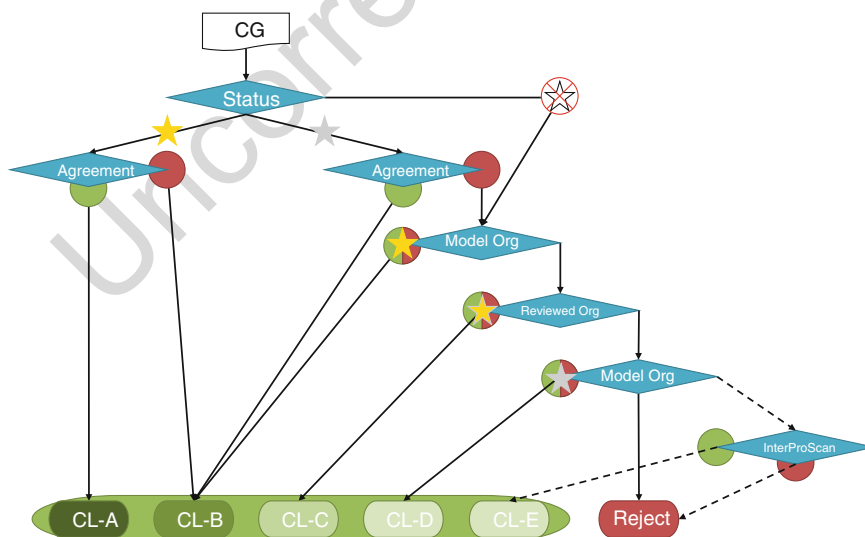 CG
Status
Agreement
Agreement
Model Org
Reviewed Org
Model Org
InterProScan
CL-A
CL-B
CL-C
CL-D
CL-E
Reject
Uncorre